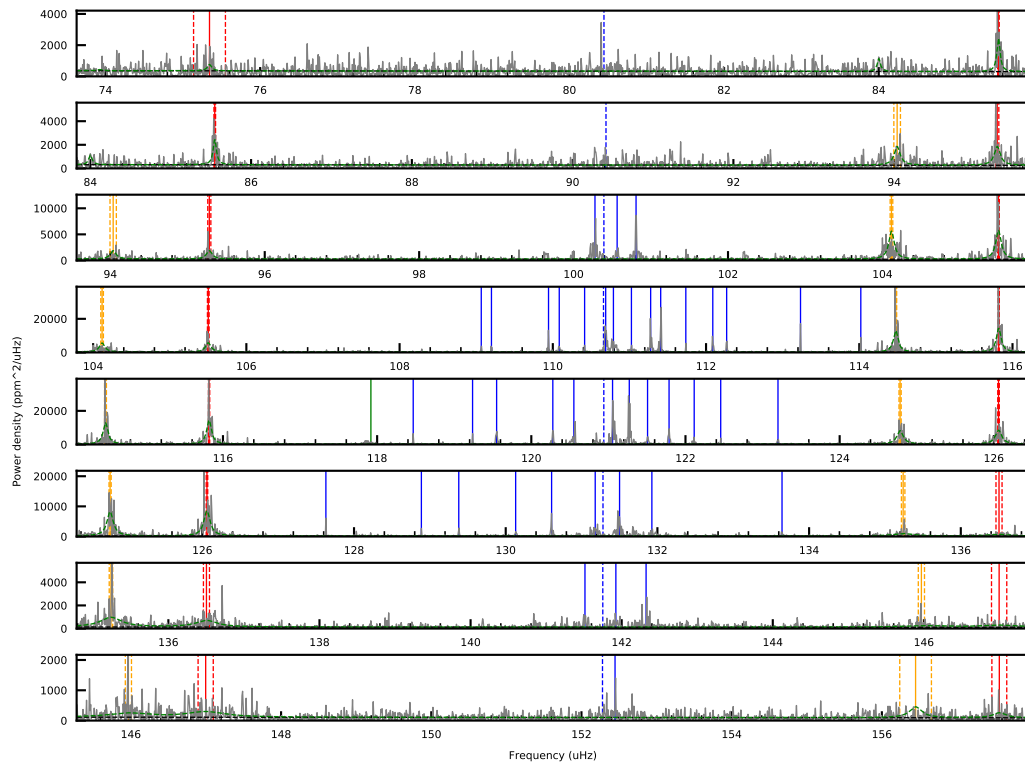 4000
2000
0
74 76 78 80 82 84
4000
2000
0
84 86 88 90 92 94
10000
5000
0
94 96 98 100 102 104
20000
0
104 106 108 110 112 114 116
20000
0
116 118 120 122 124 126
20000
10000
0
126 128 130 132 134 136
4000
2000
0
136 138 140 142 144 146
2000
1000
0
146 148 150 152 154 156
Power density (ppm^2/uHz)
Frequency (uHz)